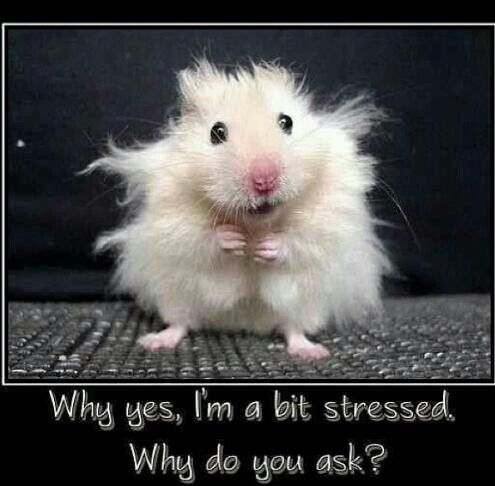 Why yes, I'm a bit stressed.
Why do you ask?